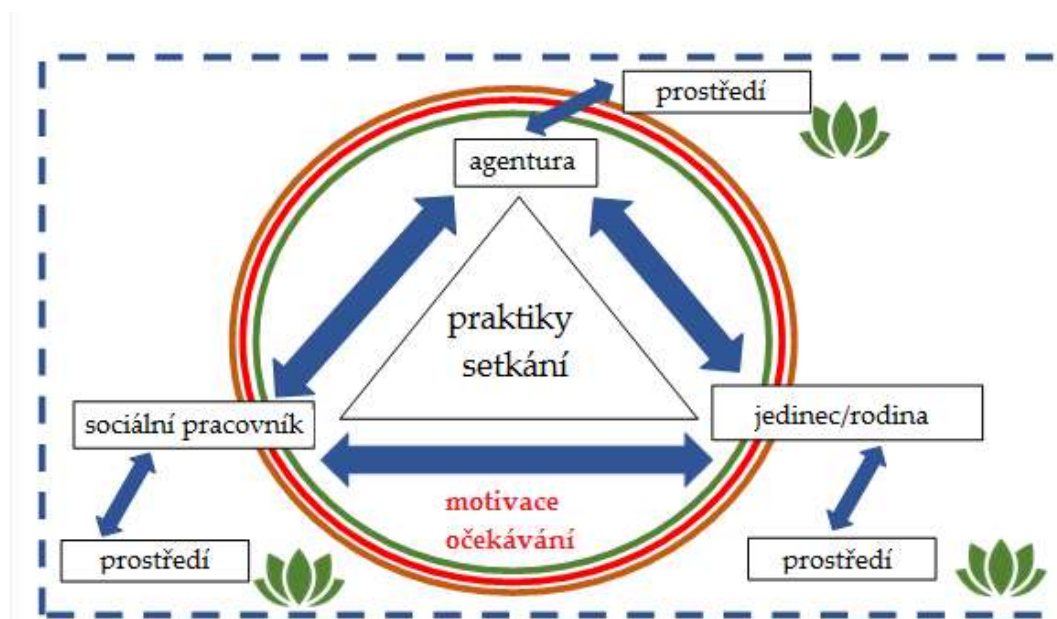 prostředí
agentura
praktiky
setkání
sociální pracovník
jedinec/rodina
motivace
očekávání
prostředí
prostředí